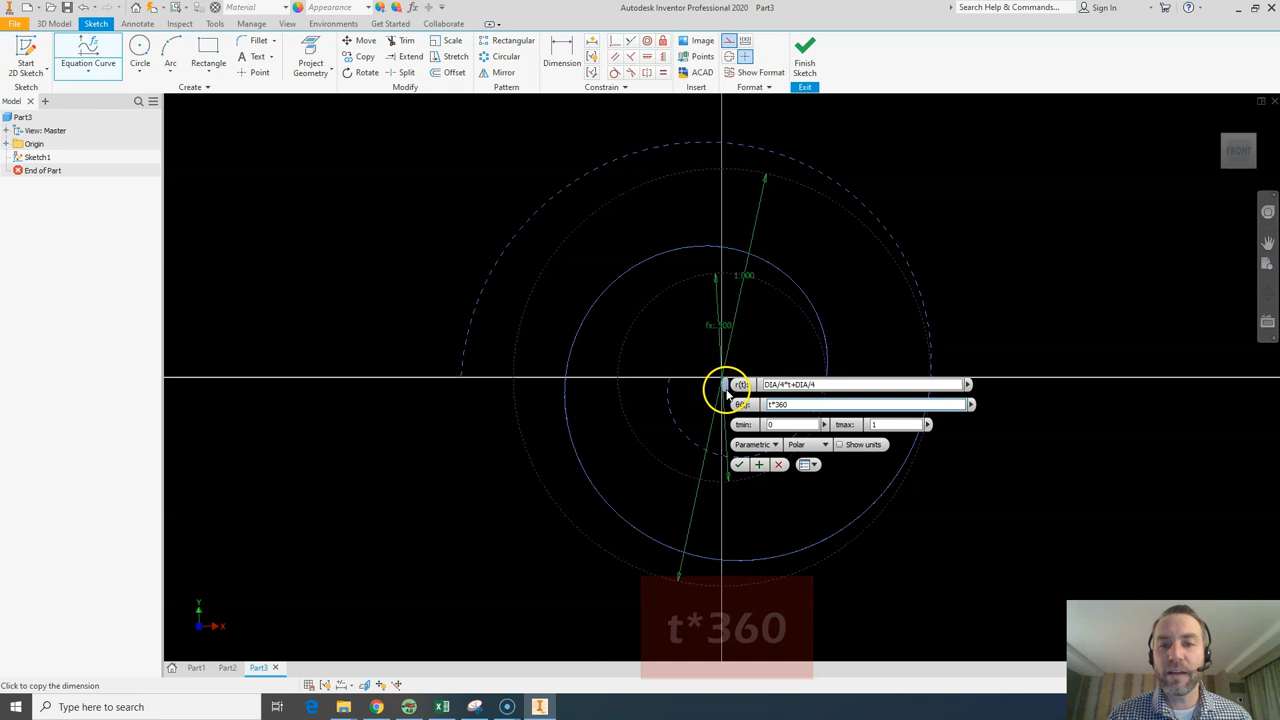 Material
Appearance
Autodesk Inventor Professional 2020 Part3
Search Help & Commands...
Sign In
File 3D Model Sketch Annotate Inspect Tools Manage View Environments Get Started Collaborate
Start
2D Sketch
Equation Curve
Circle
Arc
Rectangle
Fillet
Text
Point
Project
Geometry
Move
Copy
Rotate
Trim
Extend
Split
Scale
Stretch
Offset
Rectangular
Circular
Mirror
Dimension
Image
Points
ACAD
Show Format
Finish
Sketch
Sketch Create Modify Pattern Constrain Insert Format Exit
Model
Part3
View: Master
Origin
Sketch1
End of Part
FRONT
1.000
r(t): DIA/4*t+DIA/4
θ(t): t*360
tmin: 0 tmax: 1
Parametric Polar Show units
t*360
Y
X
Part1 Part2 Part3
Click to copy the dimension
Type here to search